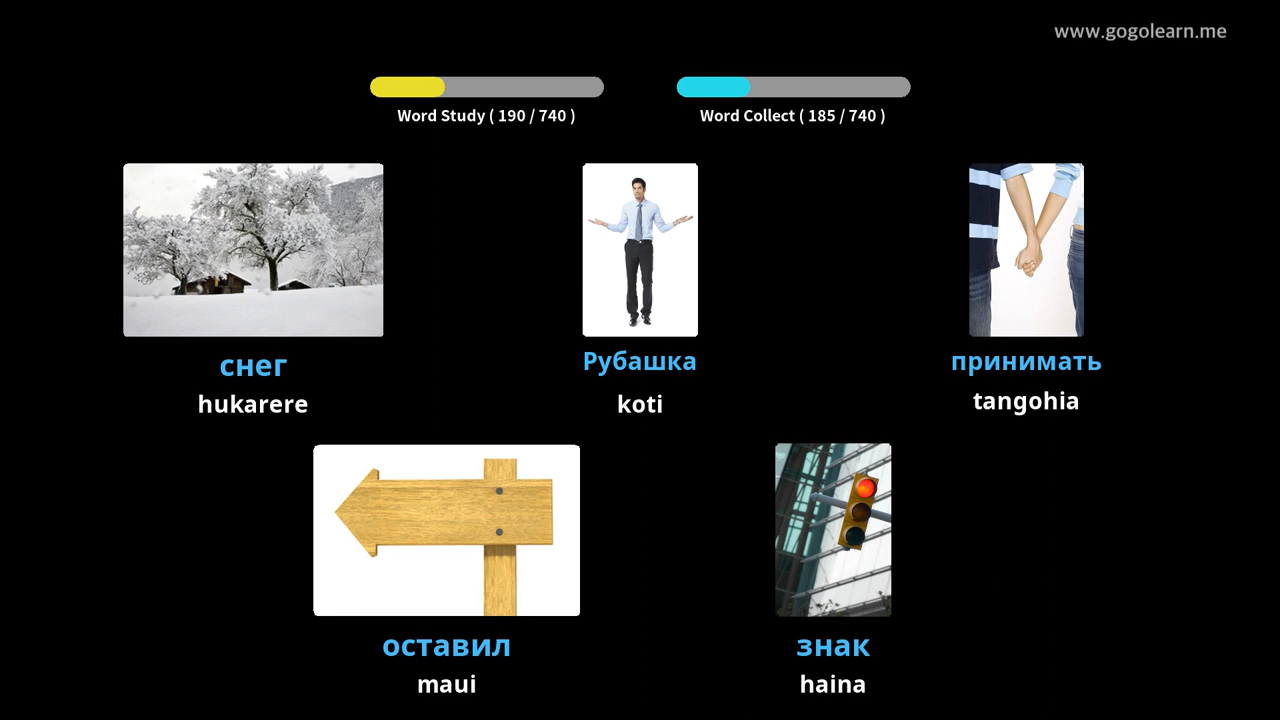 www.gogolearn.me
Word Study ( 190 / 740 )
Word Collect ( 185 / 740 )
снег
hukarere
Рубашка
koti
принимать
tangohia
оставил
maui
знак
haina